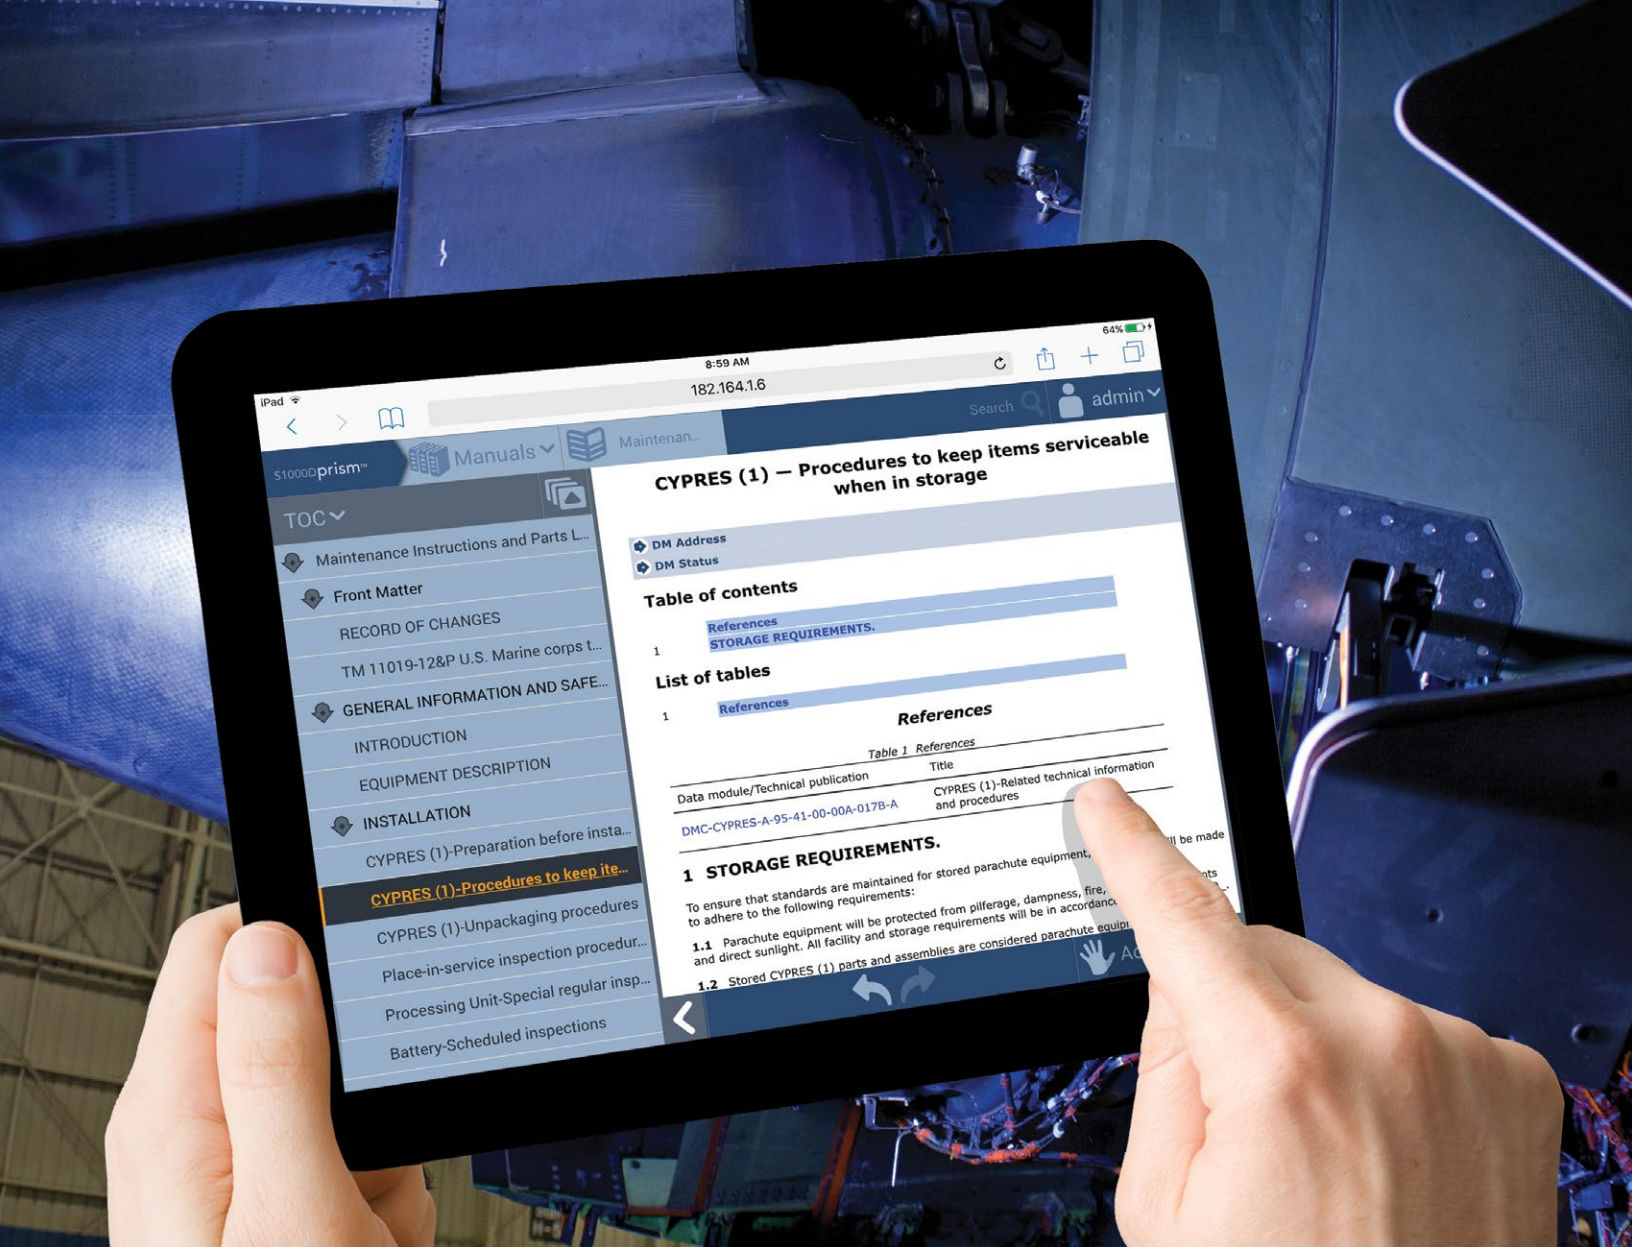 iPad
8:59 AM
64%
182.164.1.6
S1000Dprism™
Manuals
Maintenan...
Search
admin
TOC
Maintenance Instructions and Parts L...
Front Matter
RECORD OF CHANGES
TM 11019-12&P U.S. Marine corps t...
GENERAL INFORMATION AND SAFE...
INTRODUCTION
EQUIPMENT DESCRIPTION
INSTALLATION
CYPRES (1)-Preparation before insta...
CYPRES (1)-Procedures to keep ite...
CYPRES (1)-Unpackaging procedures
Place-in-service inspection procedur...
Processing Unit-Special regular insp...
Battery-Scheduled inspections
CYPRES (1) — Procedures to keep items serviceable
when in storage
DM Address
DM Status
Table of contents
References
1 STORAGE REQUIREMENTS.
List of tables
1 References
References
Table 1 References
Data module/Technical publication Title
DMC-CYPRES-A-95-41-00-00A-017B-A CYPRES (1)-Related technical information
and procedures
1 STORAGE REQUIREMENTS.
To ensure that standards are maintained for stored parachute equipment, be made
to adhere to the following requirements:
1.1 Parachute equipment will be protected from pilferage, dampness, fire,
and direct sunlight. All facility and storage requirements will be in accordance
1.2 Stored CYPRES (1) parts and assemblies are considered parachute
H-S